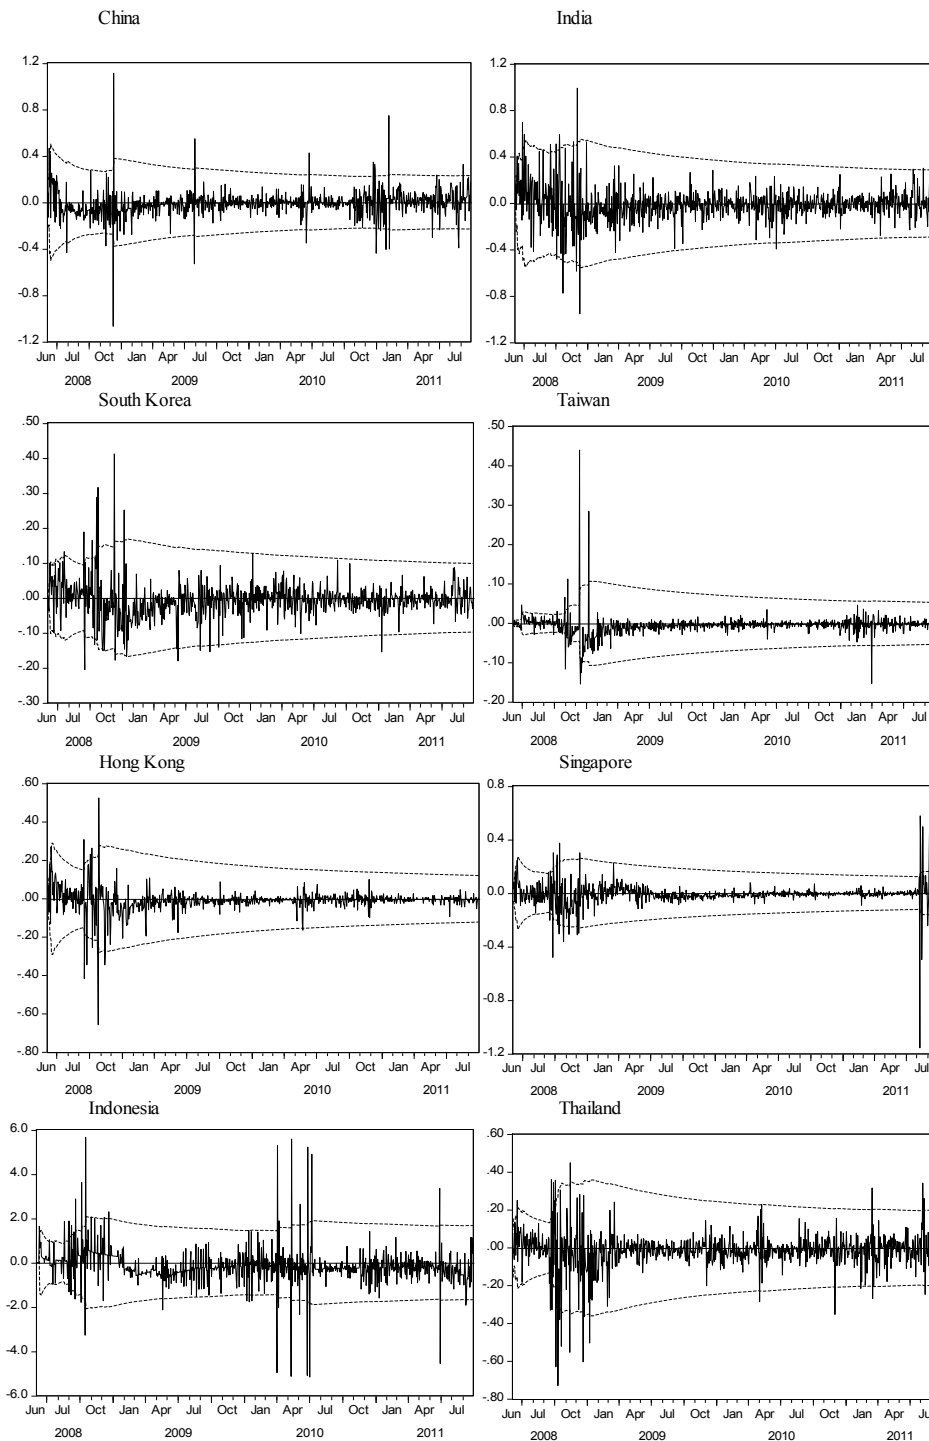 China
1.2
0.8
0.4
0.0
-0.4
-0.8
-1.2
Jun Jul Oct Jan Apr Jul Oct Jan Apr Jul Oct Jan Apr Jul
2008 2009 2010 2011
India
1.2
0.8
0.4
0.0
-0.4
-0.8
-1.2
Jun Jul Oct Jan Apr Jul Oct Jan Apr Jul Oct Jan Apr Ju
2008 2009 2010 2011
South Korea
.50
.40
.30
.20
.10
.00
-.10
-.20
-.30
Jun Jul Oct Jan Apr Jul Oct Jan Apr Jul Oct Jan Apr Jul
2008 2009 2010 2011
Taiwan
.50
.40
.30
.20
.10
.00
-.10
-.20
Jun Jul Oct Jan Apr Jul Oct Jan Apr Jul Oct Jan Apr Jul
2008 2009 2010 2011
Hong Kong
.60
.40
.20
.00
-.20
-.40
-.60
-.80
Jun Jul Oct Jan Apr Jul Oct Jan Apr Jul Oct Jan Apr Jul
2008 2009 2010 2011
Singapore
0.8
0.4
0.0
-0.4
-0.8
-1.2
Jun Jul Oct Jan Apr Jul Oct Jan Apr Jul Oct Jan Apr Jul
2008 2009 2010 2011
Indonesia
6.0
4.0
2.0
0.0
-2.0
-4.0
-6.0
Jun Jul Oct Jan Apr Jul Oct Jan Apr Jul Oct Jan Apr Jul
2008 2009 2010 2011
Thailand
.60
.40
.20
.00
-.20
-.40
-.60
-.80
Jun Jul Oct Jan Apr Jul Oct Jan Apr Jul Oct Jan Apr Ju
2008 2009 2010 2011